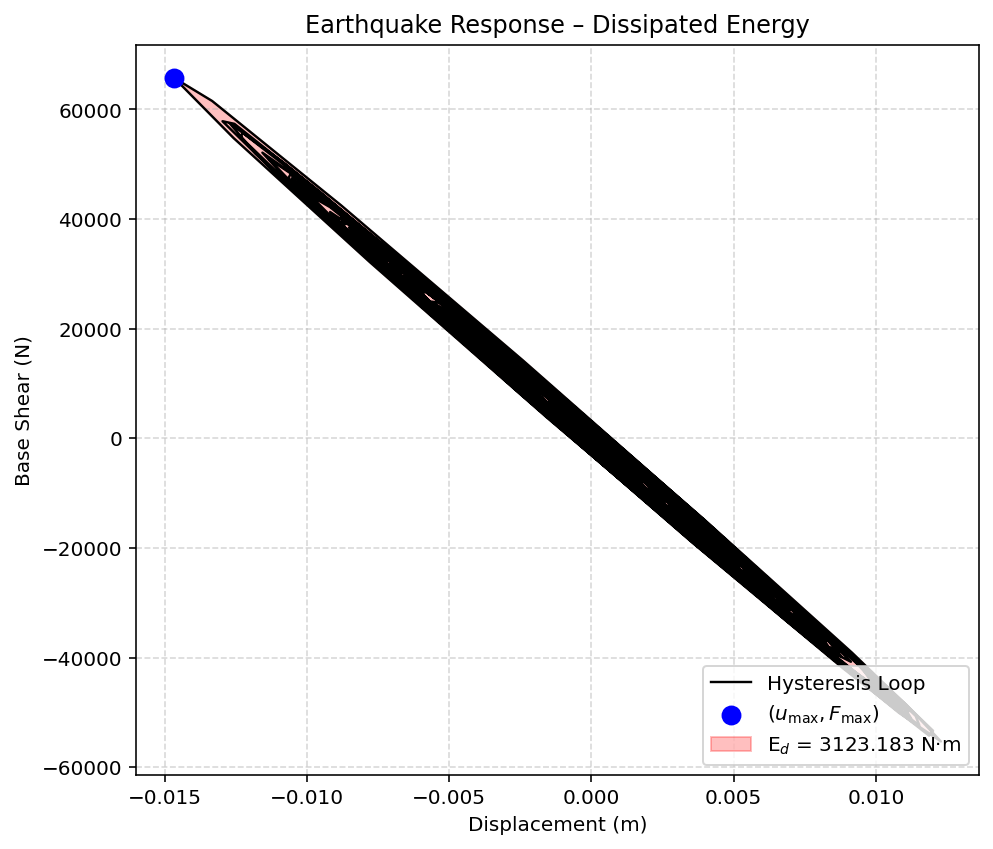 Earthquake Response – Dissipated Energy
Base Shear (N)
60000
40000
20000
0
−20000
−40000
−60000
Hysteresis Loop
(u_max, F_max)
E_d = 3123.183 N·m
−0.015
−0.010
−0.005
0.000
0.005
0.010
Displacement (m)